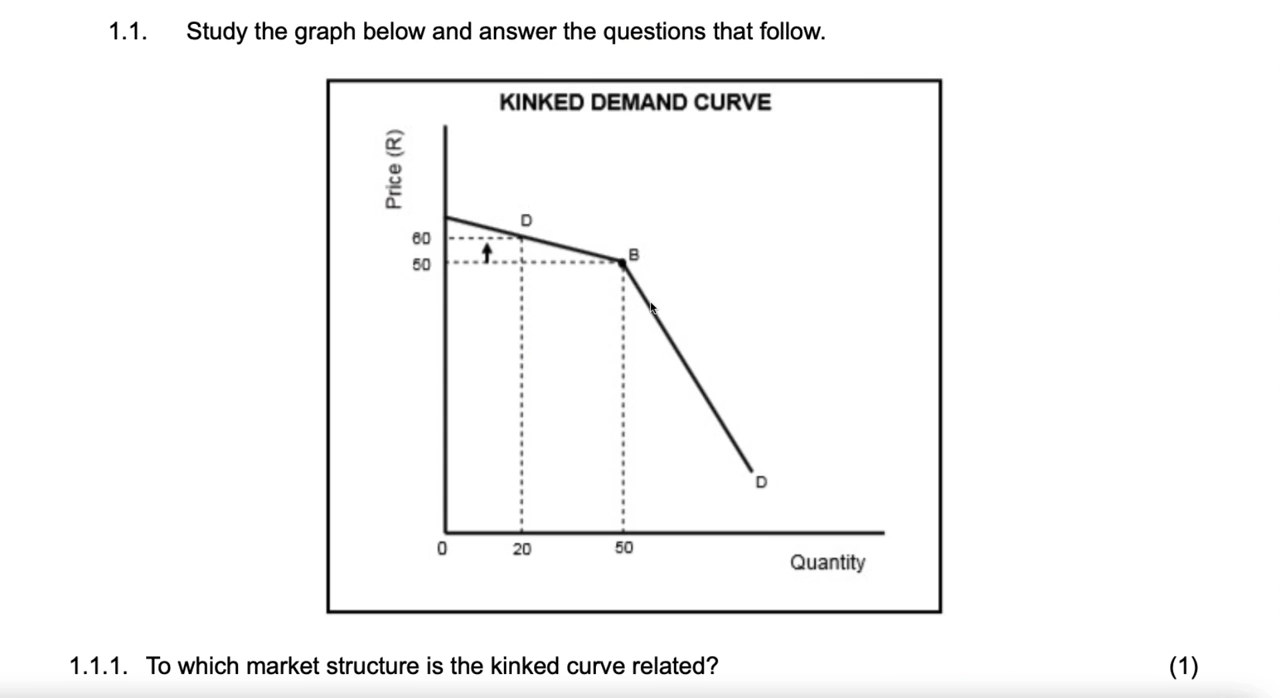 1.1. Study the graph below and answer the questions that follow.
KINKED DEMAND CURVE
Price (R)
D
60
B
50
D
0 20 50
Quantity
1.1.1. To which market structure is the kinked curve related? (1)